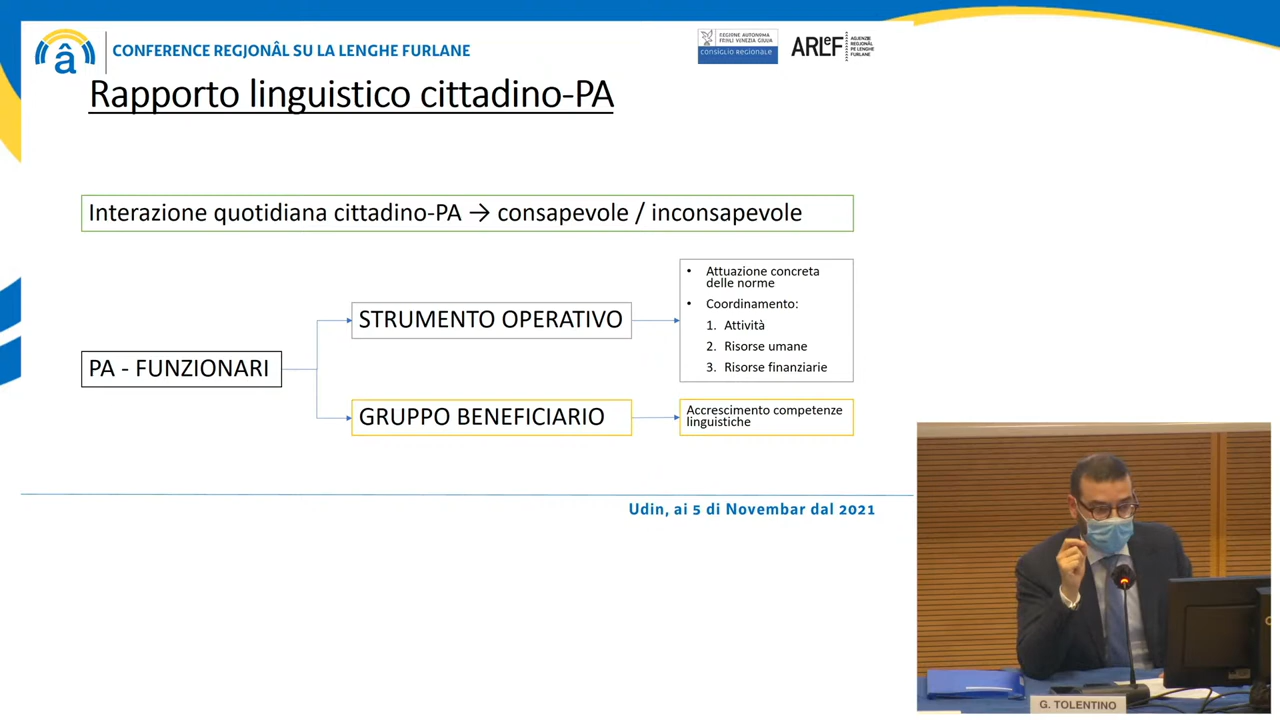 CONFERENCE REGJONÂL SU LA LENGHE FURLANE
REGIONE AUTONOMA
FRIULI VENEZIA GIULIA
CONSIGLIO REGIONALE
ARLeF
AGJENZIE
REGJONÂL
PE LENGHE
FURLANE
â
Rapporto linguistico cittadino-PA
Interazione quotidiana cittadino-PA → consapevole / inconsapevole
PA - FUNZIONARI
STRUMENTO OPERATIVO
• Attuazione concreta
delle norme
• Coordinamento:
1. Attività
2. Risorse umane
3. Risorse finanziarie
GRUPPO BENEFICIARIO
Accrescimento competenze
linguistiche
Udin, ai 5 di Novembar dal 2021
G. TOLENTINO